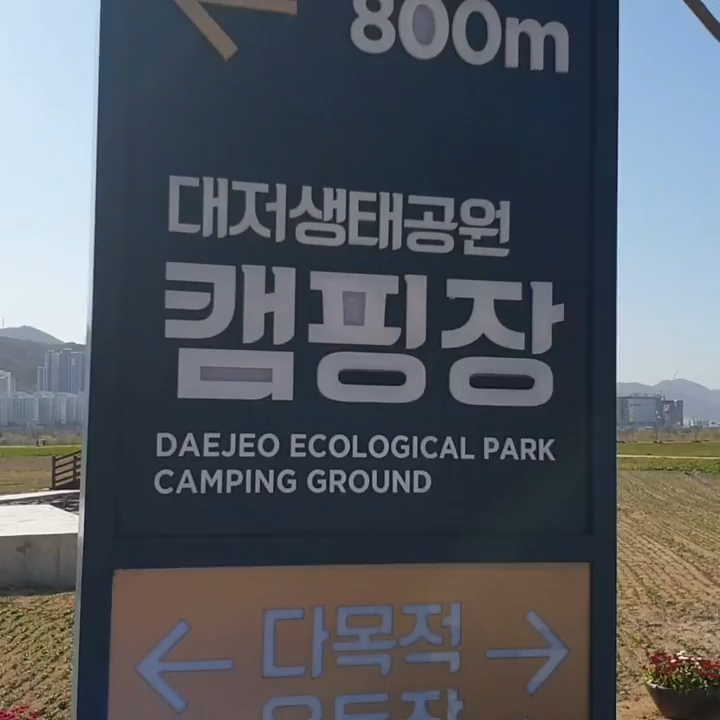 800m
대저생태공원
캠핑장
DAEJEO ECOLOGICAL PARK
CAMPING GROUND
← 다목적 →